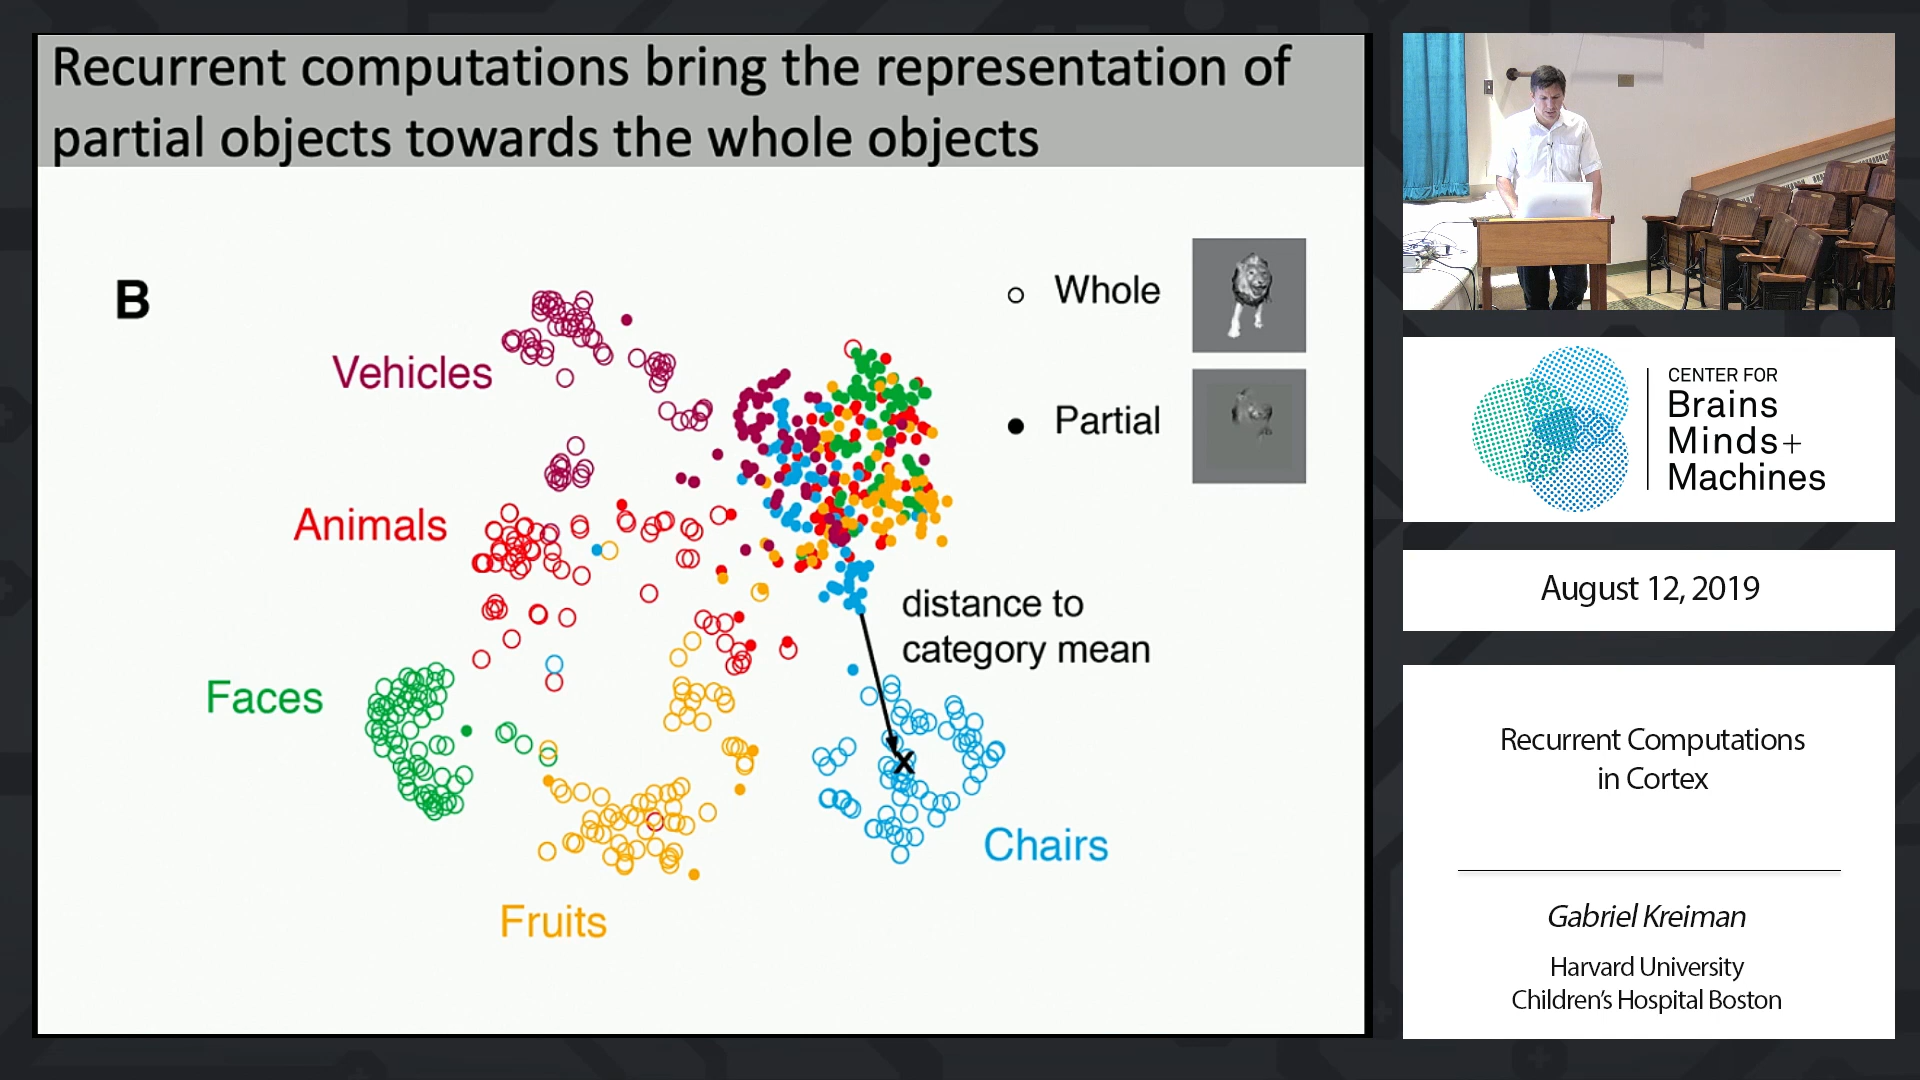 Recurrent computations bring the representation of
partial objects towards the whole objects
B
Whole
Partial
Vehicles
Animals
Faces
Fruits
Chairs
distance to
category mean
x
CENTER FOR
Brains
Minds+
Machines
August 12, 2019
Recurrent Computations
in Cortex
Gabriel Kreiman
Harvard University
Children's Hospital Boston